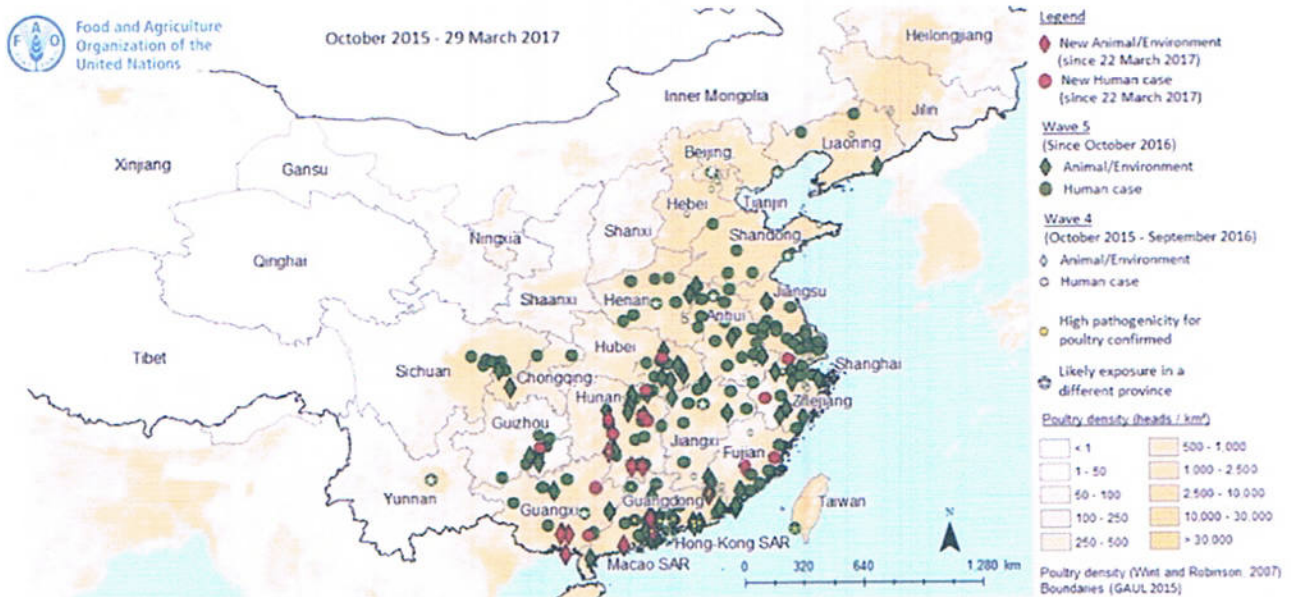 Food and Agriculture
Organization of the
United Nations
F A O
October 2015 - 29 March 2017
Heilongjiang
Inner Mongolia
Jilin
Liaoning
Xinjiang
Gansu
Beijing
Hebei
Tianjin
Ningxia
Shanxi
Shandong
Qinghai
Shaanxi
Henan
Jiangsu
Anhui
Tibet
Hubei
Shanghai
Sichuan
Chongqing
Hunan
Zhejiang
Guizhou
Jiangxi
Fujian
Yunnan
Guangxi
Guangdong
Taiwan
Hong-Kong SAR
Macao SAR
N
0 320 640 1,280 km
Legend
New Animal/Environment
(since 22 March 2017)
New Human case
(since 22 March 2017)
Wave 5
(Since October 2016)
Animal/Environment
Human case
Wave 4
(October 2015 - September 2016)
Animal/Environment
Human case
High pathogenicity for
poultry confirmed
Likely exposure in a
different province
Poultry density (heads / km²)
< 1
1 - 50
50 - 100
100 - 250
250 - 500
500 - 1,000
1,000 - 2,500
2,500 - 10,000
10,000 - 30,000
> 30,000
Poultry density (Wint and Robinson, 2007)
Boundaries (GAUL 2015)